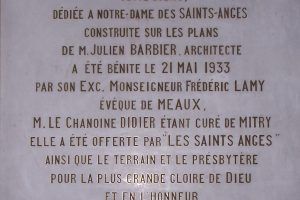 DÉDIÉE A NOTRE-DAME DES SAINTS-ANGES
CONSTRUITE SUR LES PLANS
DE M. JULIEN BARBIER, ARCHITECTE
A ÉTÉ BÉNITE LE 21 MAI 1933
PAR SON EXC. MONSEIGNEUR FRÉDÉRIC LAMY
ÉVÊQUE DE MEAUX,
M. LE CHANOINE DIDIER ÉTANT CURÉ DE MITRY
ELLE A ÉTÉ OFFERTE PAR "LES SAINTS ANGES"
AINSI QUE LE TERRAIN ET LE PRESBYTÈRE
POUR LA PLUS GRANDE GLOIRE DE DIEU
ET EN L'HONNEUR